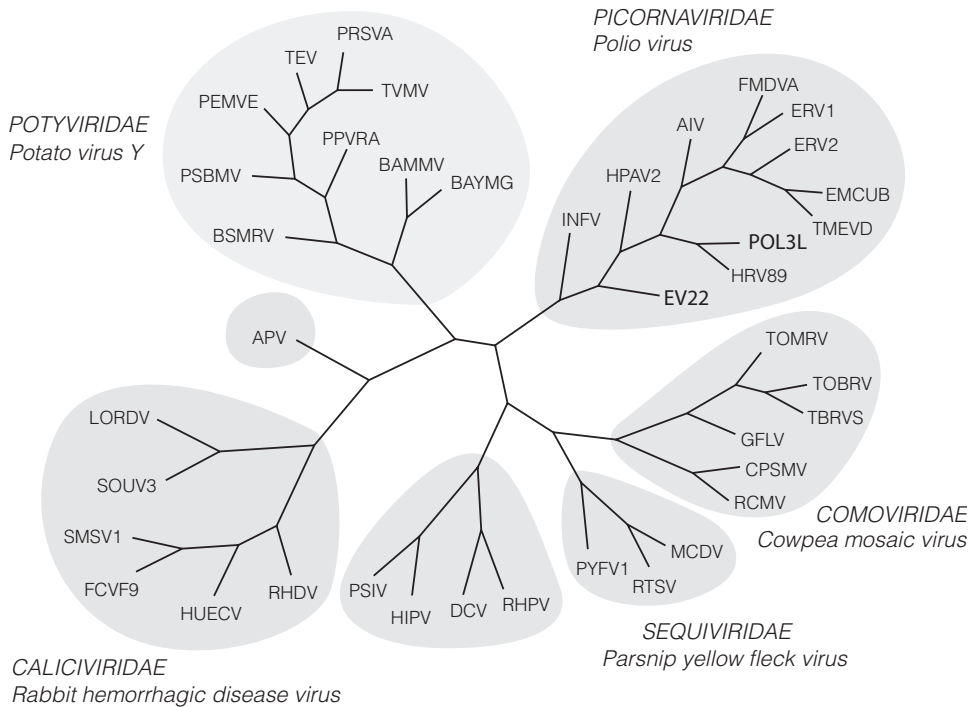 PICORNAVIRIDAE
Polio virus
POTYVIRIDAE
Potato virus Y
PRSVA
TEV
TVMV
PEMVE
PPVRA
BAMMV
PSBMV
BAYMG
BSMRV
FMDVA
ERV1
AIV
ERV2
HPAV2
EMCUB
INFV
TMEVD
POL3L
HRV89
EV22
APV
TOMRV
TOBRV
TBRVS
GFLV
CPSMV
RCMV
COMOVIRIDAE
Cowpea mosaic virus
LORDV
SOUV3
SMSV1
FCVF9
HUECV
RHDV
PSIV
HIPV
DCV
RHPV
MCDV
PYFV1
RTSV
SEQUIVIRIDAE
Parsnip yellow fleck virus
CALICIVIRIDAE
Rabbit hemorrhagic disease virus